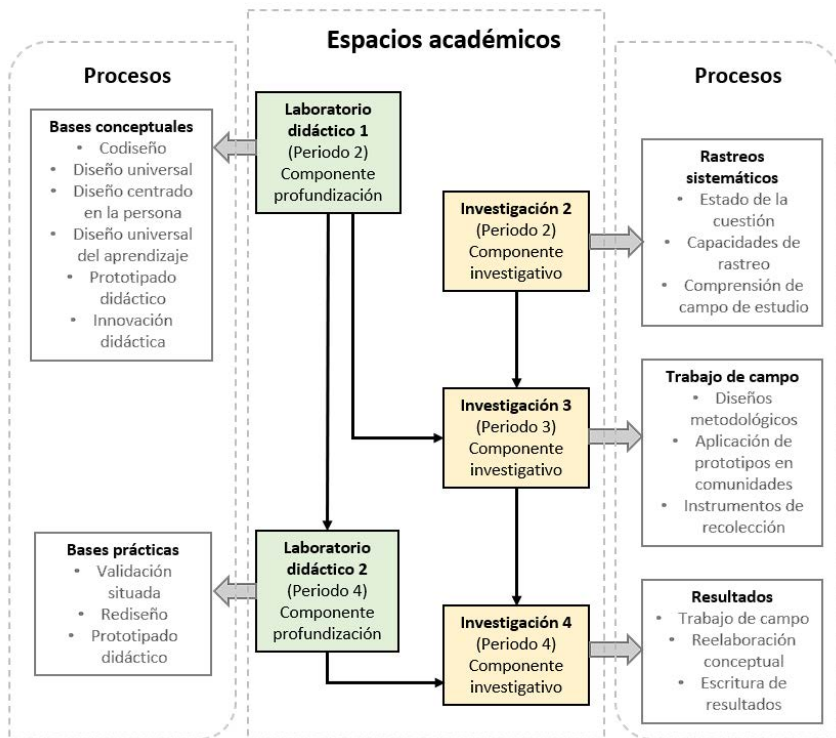 Espacios académicos
Procesos
Bases conceptuales
• Codiseño
• Diseño universal
• Diseño centrado
en la persona
• Diseño universal
del aprendizaje
• Prototipado
didáctico
• Innovación
didáctica
Bases prácticas
• Validación
situada
• Rediseño
• Prototipado
didáctico
Laboratorio
didáctico 1
(Periodo 2)
Componente
profundización
Laboratorio
didáctico 2
(Periodo 4)
Componente
profundización
Investigación 2
(Periodo 2)
Componente
investigativo
Investigación 3
(Periodo 3)
Componente
investigativo
Investigación 4
(Periodo 4)
Componente
investigativo
Procesos
Rastreos
sistemáticos
• Estado de la
cuestión
• Capacidades de
rastreo
• Comprensión de
campo de estudio
Trabajo de campo
• Diseños
metodológicos
• Aplicación de
prototipos en
comunidades
• Instrumentos de
recolección
Resultados
• Trabajo de campo
• Reelaboración
conceptual
• Escritura de
resultados